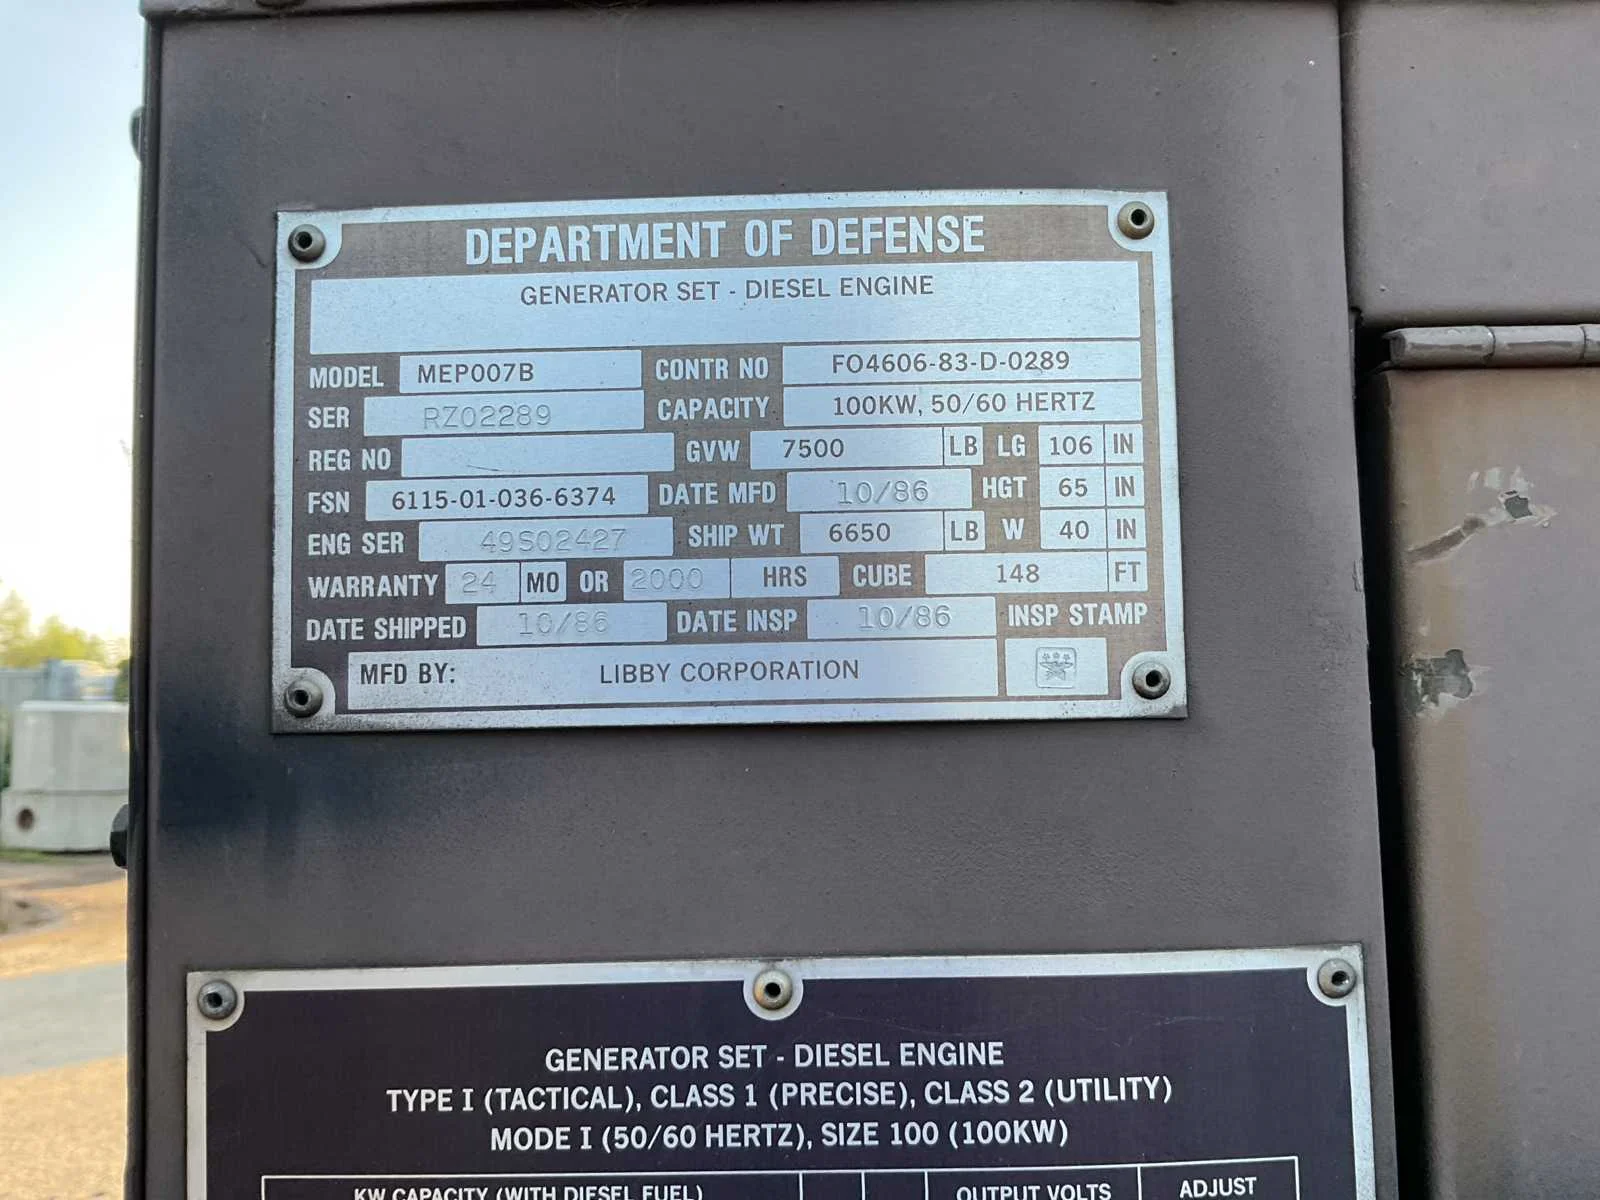 DEPARTMENT OF DEFENSE
GENERATOR SET - DIESEL ENGINE
MODEL MEP007B CONTR NO FO4606-83-D-0289
SER RZ02289 CAPACITY 100KW, 50/60 HERTZ
REG NO GVW 7500 LB LG 106 IN
FSN 6115-01-036-6374 DATE MFD 10/86 HGT 65 IN
ENG SER 49S02427 SHIP WT 6650 LB W 40 IN
WARRANTY 24 MO OR 2000 HRS CUBE 148 FT
DATE SHIPPED 10/86 DATE INSP 10/86 INSP STAMP
MFD BY: LIBBY CORPORATION
GENERATOR SET - DIESEL ENGINE
TYPE I (TACTICAL), CLASS 1 (PRECISE), CLASS 2 (UTILITY)
MODE I (50/60 HERTZ), SIZE 100 (100KW)
KW CAPACITY (WITH DIESEL FUEL) OUTPUT VOLTS ADJUST